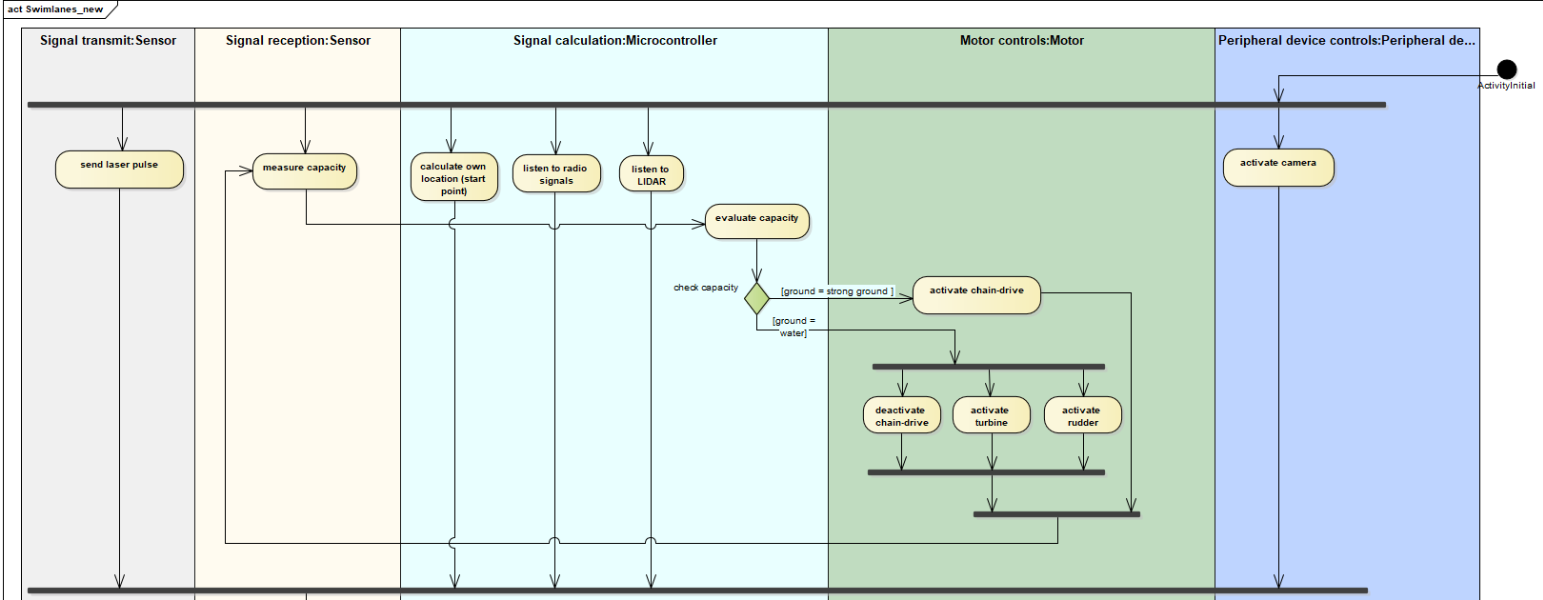 act Swimlanes_new
Signal transmit:Sensor
Signal reception:Sensor
Signal calculation:Microcontroller
Motor controls:Motor
Peripheral device controls:Peripheral de...
ActivityInitial
send laser pulse
measure capacity
calculate own
location (start
point)
listen to radio
signals
listen to
LIDAR
activate camera
evaluate capacity
check capacity
[ground = strong ground ]
activate chain-drive
[ground =
water]
deactivate
chain-drive
activate
turbine
activate
rudder